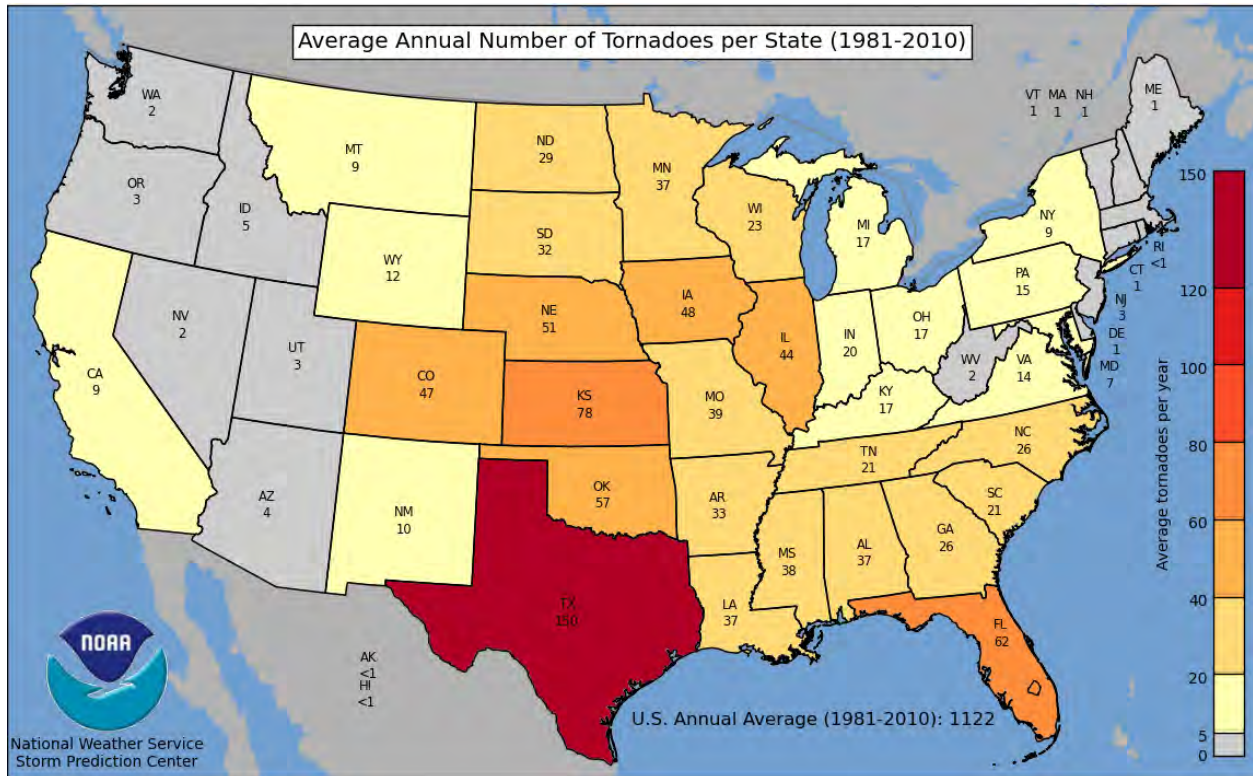 Average Annual Number of Tornadoes per State (1981-2010)
WA
2
OR
3
ID
5
MT
9
WY
12
CA
9
NV
2
UT
3
AZ
4
CO
47
NM
10
ND
29
SD
32
NE
51
KS
78
OK
57
TX
150
MN
37
IA
48
MO
39
AR
33
LA
37
WI
23
IL
44
MI
17
IN
20
OH
17
KY
17
TN
21
MS
38
AL
37
GA
26
FL
62
SC
21
NC
26
VA
14
WV
2
PA
15
NY
9
VT MA NH
1 1 1
ME
1
RI
<1
CT
1
NJ
3
DE
1
MD
7
AK
<1
HI
<1
150
120
100
80
60
40
20
5
0
Average tornadoes per year
U.S. Annual Average (1981-2010): 1122
NOAA
National Weather Service
Storm Prediction Center